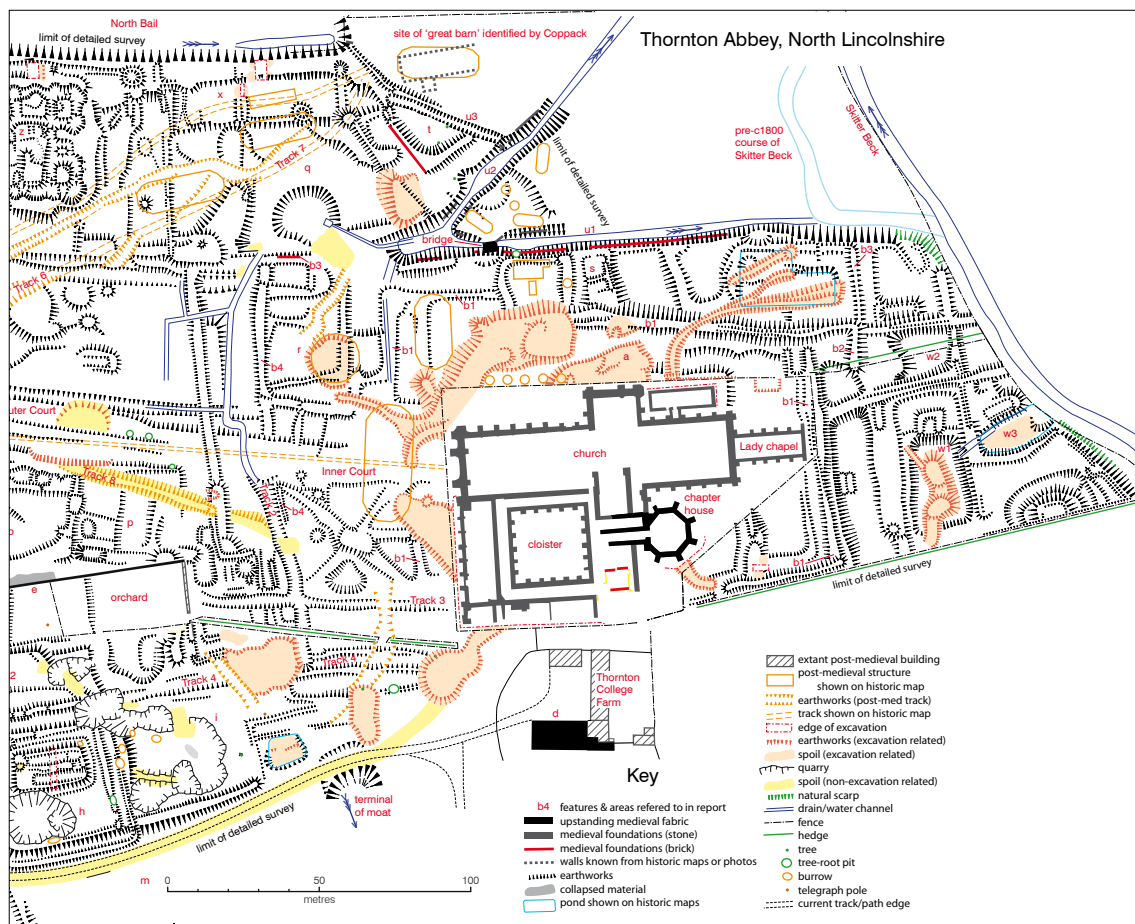 North Bail
limit of detailed survey
site of 'great barn' identified by Coppack
Thornton Abbey, North Lincolnshire
x
u3
t
z
Track 7
q
u2
limit of detailed survey
pre-c1800
course of
Skitter Beck
Skitter Beck
bridge
u1
b3
b3
s
Track 6
b1
b1
r
b1
a
b2
w2
b4
b1
uter Court
Lady chapel
church
w3
w1
Inner Court
Track 8
b4
chapter
house
p
cloister
b1
b1
limit of detailed survey
e
orchard
Track 3
Track 4
Track 4
2
i
Thornton
College
Farm
d
h
terminal
of moat
limit of detailed survey
m
0
50
100
metres
Key
b4
features & areas refered to in report
upstanding medieval fabric
medieval foundations (stone)
medieval foundations (brick)
walls known from historic maps or photos
earthworks
collapsed material
pond shown on historic maps
extant post-medieval building
post-medieval structure
shown on historic map
earthworks (post-med track)
track shown on historic map
edge of excavation
earthworks (excavation related)
spoil (excavation related)
quarry
spoil (non-excavation related)
natural scarp
drain/water channel
fence
hedge
tree
tree-root pit
burrow
telegraph pole
current track/path edge